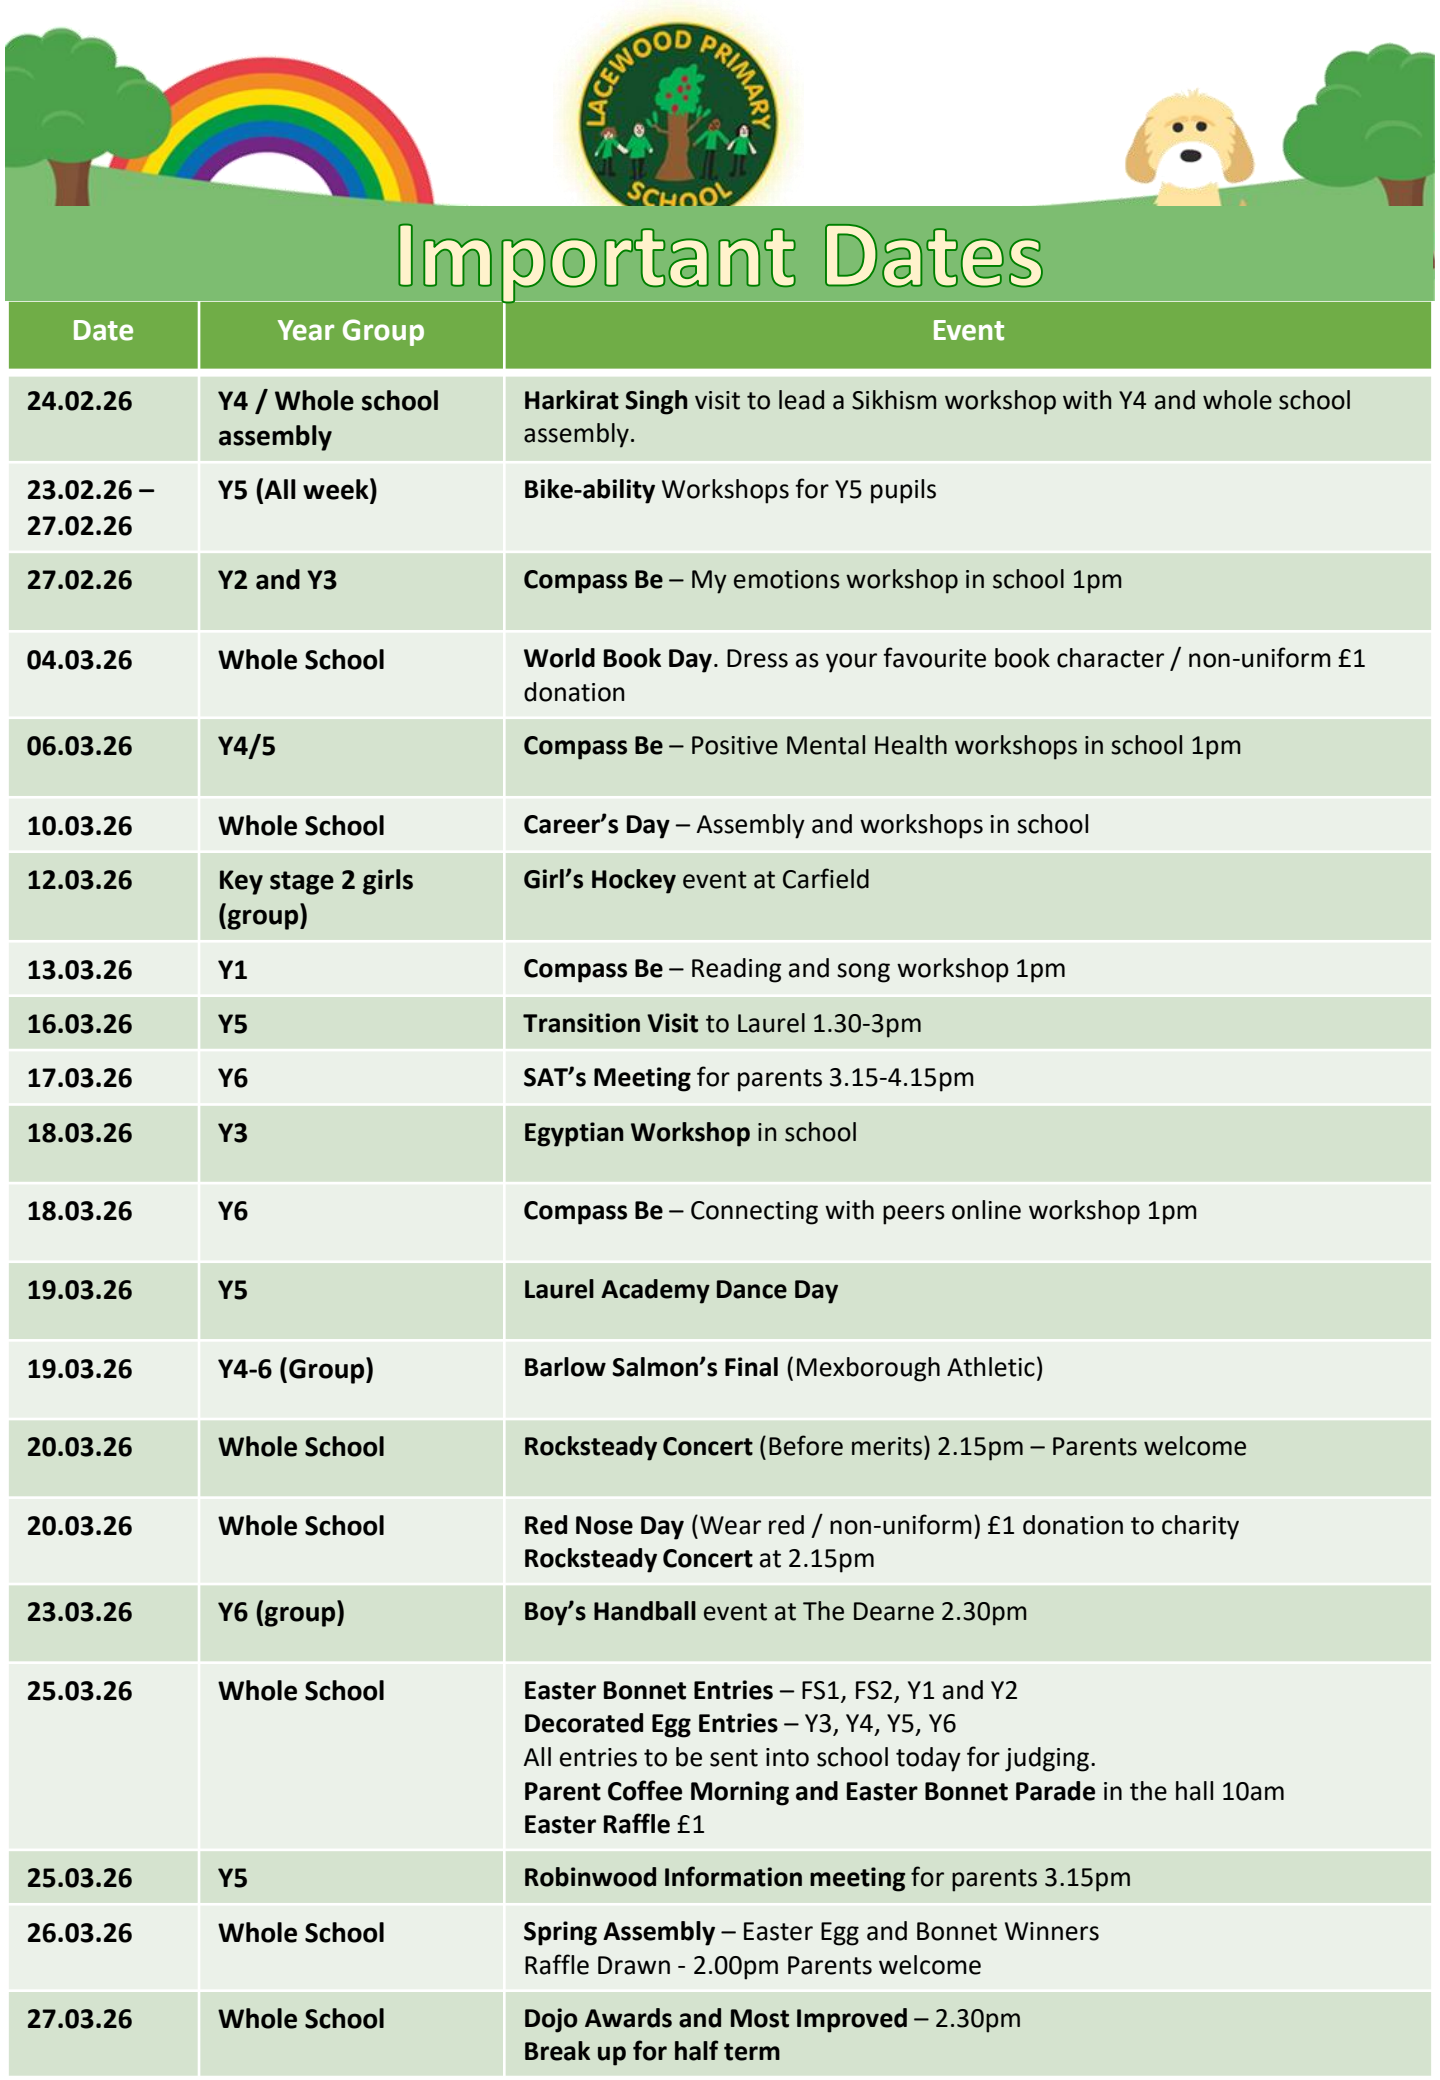 LACEWOOD PRIMARY
SCHOOL
Important Dates
Date Year Group Event
24.02.26 Y4 / Whole school Harkirat Singh visit to lead a Sikhism workshop with Y4 and whole school
assembly assembly.
23.02.26 – Y5 (All week) Bike-ability Workshops for Y5 pupils
27.02.26
27.02.26 Y2 and Y3 Compass Be – My emotions workshop in school 1pm
04.03.26 Whole School World Book Day. Dress as your favourite book character / non-uniform £1
donation
06.03.26 Y4/5 Compass Be – Positive Mental Health workshops in school 1pm
10.03.26 Whole School Career’s Day – Assembly and workshops in school
12.03.26 Key stage 2 girls Girl’s Hockey event at Carfield
(group)
13.03.26 Y1 Compass Be – Reading and song workshop 1pm
16.03.26 Y5 Transition Visit to Laurel 1.30-3pm
17.03.26 Y6 SAT’s Meeting for parents 3.15-4.15pm
18.03.26 Y3 Egyptian Workshop in school
18.03.26 Y6 Compass Be – Connecting with peers online workshop 1pm
19.03.26 Y5 Laurel Academy Dance Day
19.03.26 Y4-6 (Group) Barlow Salmon’s Final (Mexborough Athletic)
20.03.26 Whole School Rocksteady Concert (Before merits) 2.15pm – Parents welcome
20.03.26 Whole School Red Nose Day (Wear red / non-uniform) £1 donation to charity
Rocksteady Concert at 2.15pm
23.03.26 Y6 (group) Boy’s Handball event at The Dearne 2.30pm
25.03.26 Whole School Easter Bonnet Entries – FS1, FS2, Y1 and Y2
Decorated Egg Entries – Y3, Y4, Y5, Y6
All entries to be sent into school today for judging.
Parent Coffee Morning and Easter Bonnet Parade in the hall 10am
Easter Raffle £1
25.03.26 Y5 Robinwood Information meeting for parents 3.15pm
26.03.26 Whole School Spring Assembly – Easter Egg and Bonnet Winners
Raffle Drawn - 2.00pm Parents welcome
27.03.26 Whole School Dojo Awards and Most Improved – 2.30pm
Break up for half term